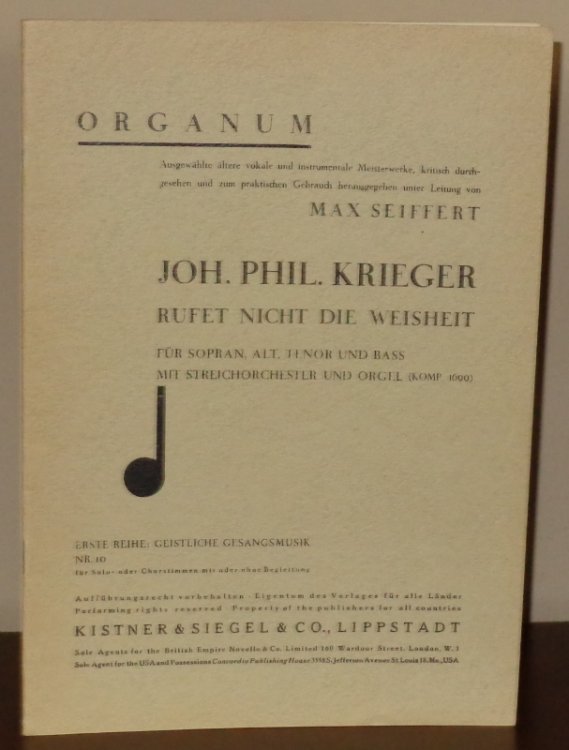 ORGANUM
Ausgewählte ältere vokale und instrumentale Meisterwerke, kritisch durch-
gesehen und zum praktischen Gebrauch herausgegeben unter Leitung von
MAX SEIFFERT
JOH. PHIL. KRIEGER
RUFET NICHT DIE WEISHEIT
FÜR SOPRAN, ALT, TENOR UND BASS
MIT STREICHORCHESTER UND ORGEL (KOMP. 1699)
ERSTE REIHE: GEISTLICHE GESANGSMUSIK
NR. 10
für Solo- oder Chorstimmen mit oder ohne Begleitung
Aufführungsrecht vorbehalten · Eigentum des Verlages für alle Länder
Performing rights reserved · Property of the publishers for all countries
KISTNER & SIEGEL & CO., LIPPSTADT
Sole Agents for the British Empire Novello & Co. Limited 160 Wardour Street, London, W. 1
Sole Agent for the USA and Possessions Concordia Publishing House 3558 S. Jefferson Avenue St. Louis 18, Mo., USA